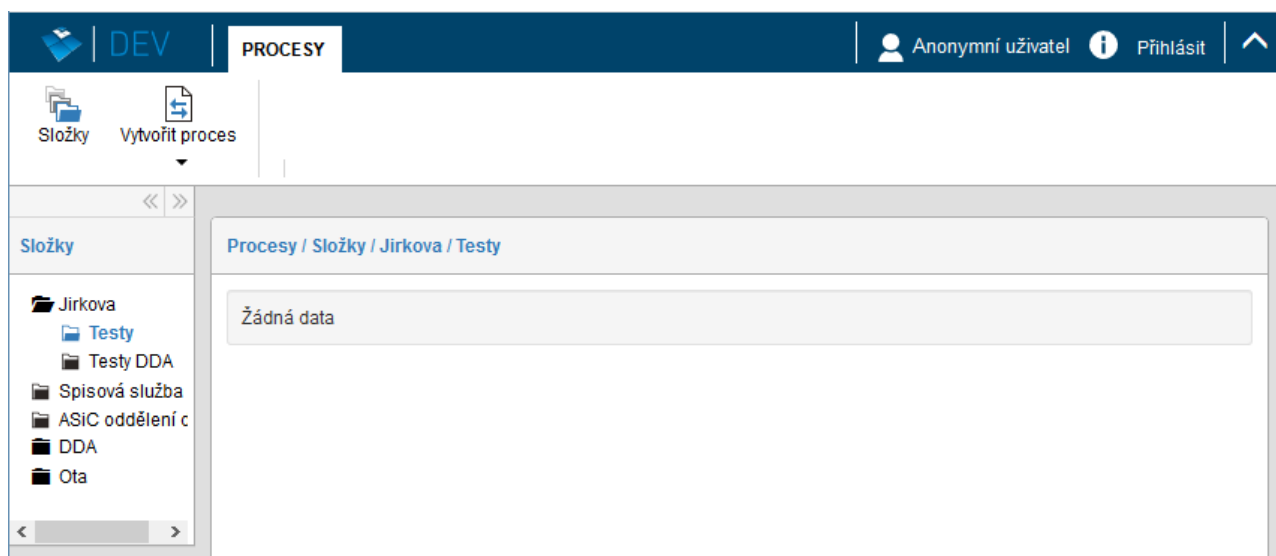 DEV
PROCESY
Anonymní uživatel
Přihlásit
Složky
Vytvořit proces
Složky
Jirkova
Testy
Testy DDA
Spisová služba
ASiC oddělení
DDA
Ota
Procesy / Složky / Jirkova / Testy
Žádná data